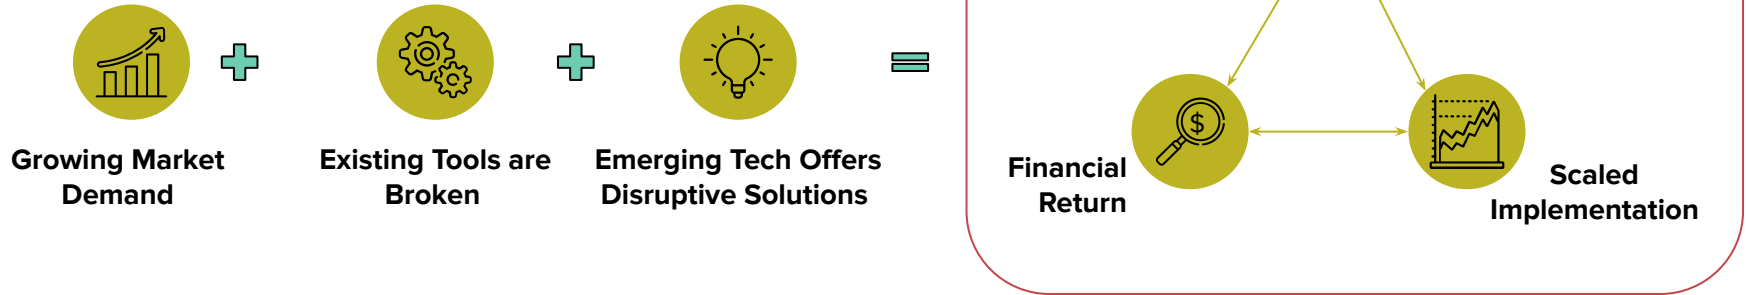 Growing Market
Demand
Existing Tools are
Broken
Emerging Tech Offers
Disruptive Solutions
$
Financial
Return
Scaled
Implementation